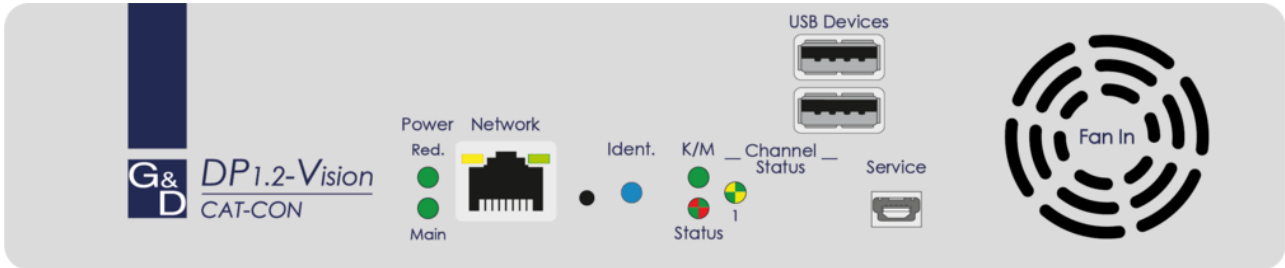 USB Devices
Power Network
Red.
Ident.
K/M
Channel
Status
Service
Fan In
G&D
DP1.2-Vision
CAT-CON
Main
Status
1